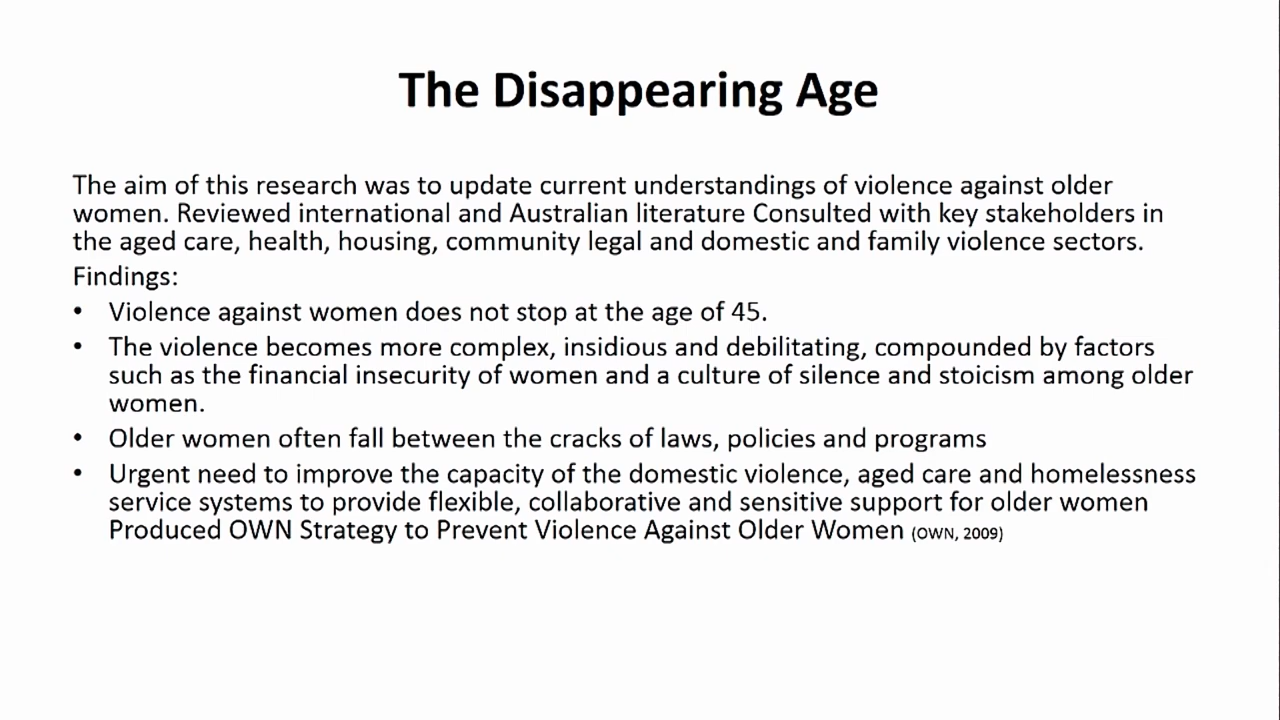 The Disappearing Age
The aim of this research was to update current understandings of violence against older
women. Reviewed international and Australian literature Consulted with key stakeholders in
the aged care, health, housing, community legal and domestic and family violence sectors.
Findings:
• Violence against women does not stop at the age of 45.
• The violence becomes more complex, insidious and debilitating, compounded by factors
such as the financial insecurity of women and a culture of silence and stoicism among older
women.
• Older women often fall between the cracks of laws, policies and programs
• Urgent need to improve the capacity of the domestic violence, aged care and homelessness
service systems to provide flexible, collaborative and sensitive support for older women
Produced OWN Strategy to Prevent Violence Against Older Women (OWN, 2009)